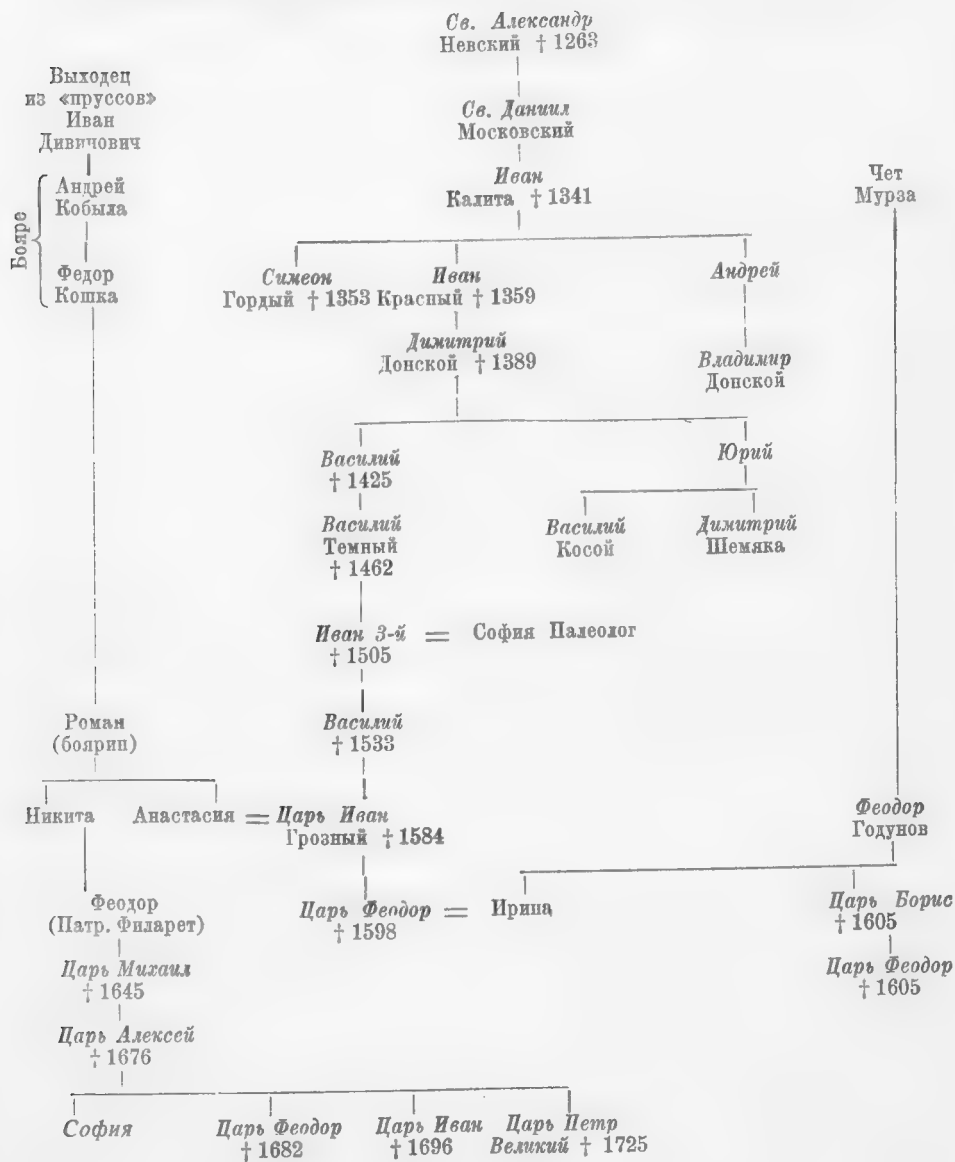 Св. Александр
Невский † 1263
Выходец
из «пруссов»
Иван
Дивинович
Св. Даниил
Московский
Бояре
Андрей
Кобыла
Иван
Калита † 1341
Чет
Мурза
Федор
Кошка
Симеон
Гордый † 1353
Иван
Красный † 1359
Андрей
Димитрий
Донской † 1389
Владимир
Донской
Василий
† 1425
Юрий
Василий
Темный
† 1462
Василий
Косой
Димитрий
Шемяка
Иван 3-й = София Палеолог
† 1505
Роман
(боярин)
Василий
† 1533
Никита
Анастасия = Царь Иван
Грозный † 1584
Феодор
Годунов
Феодор
(Патр. Филарет)
Царь Феодор = Ирина
† 1598
Царь Борис
† 1605
Царь Михаил
† 1645
Царь Феодор
† 1605
Царь Алексей
† 1676
София
Царь Феодор
† 1682
Царь Иван
† 1696
Царь Петр
Великий † 1725